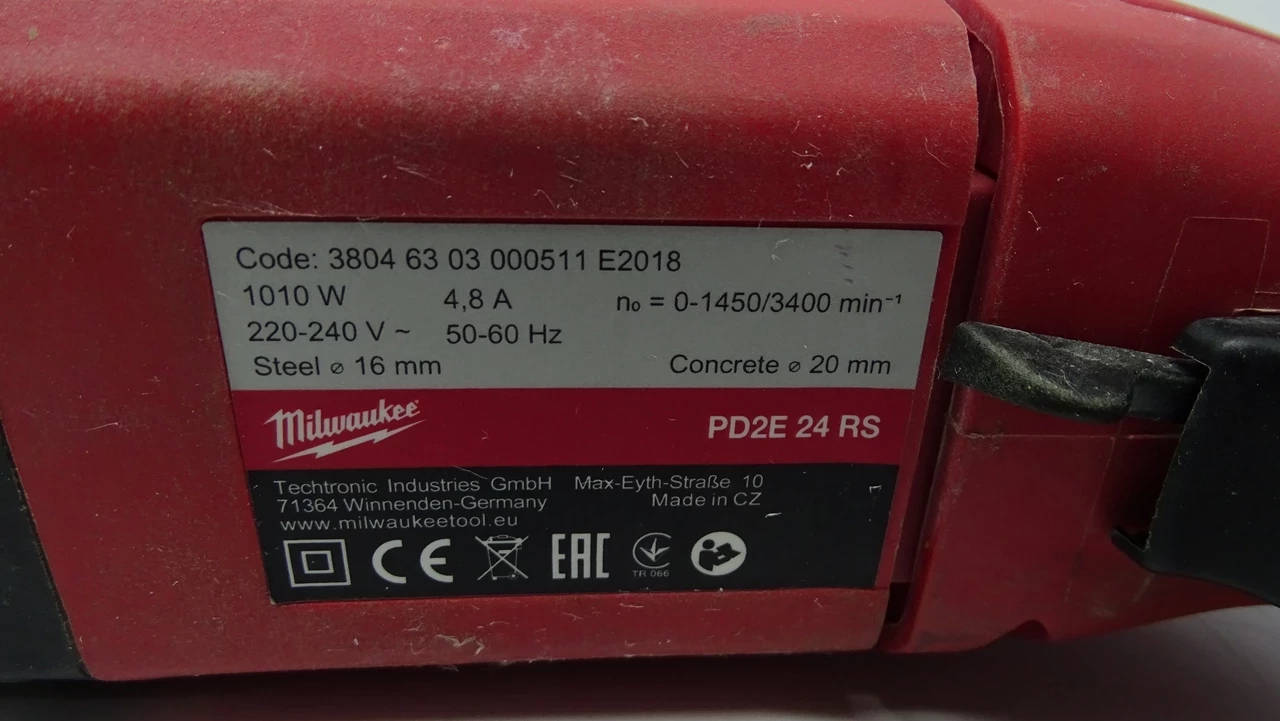 Code: 3804 63 03 000511 E2018
1010 W 4,8 A n₀ = 0-1450/3400 min⁻¹
220-240 V ~ 50-60 Hz
Steel ⌀ 16 mm Concrete ⌀ 20 mm
Milwaukee PD2E 24 RS
Techtronic Industries GmbH Max-Eyth-Straße 10
71364 Winnenden-Germany Made in CZ
www.milwaukeetool.eu
CE EAC
TR 066